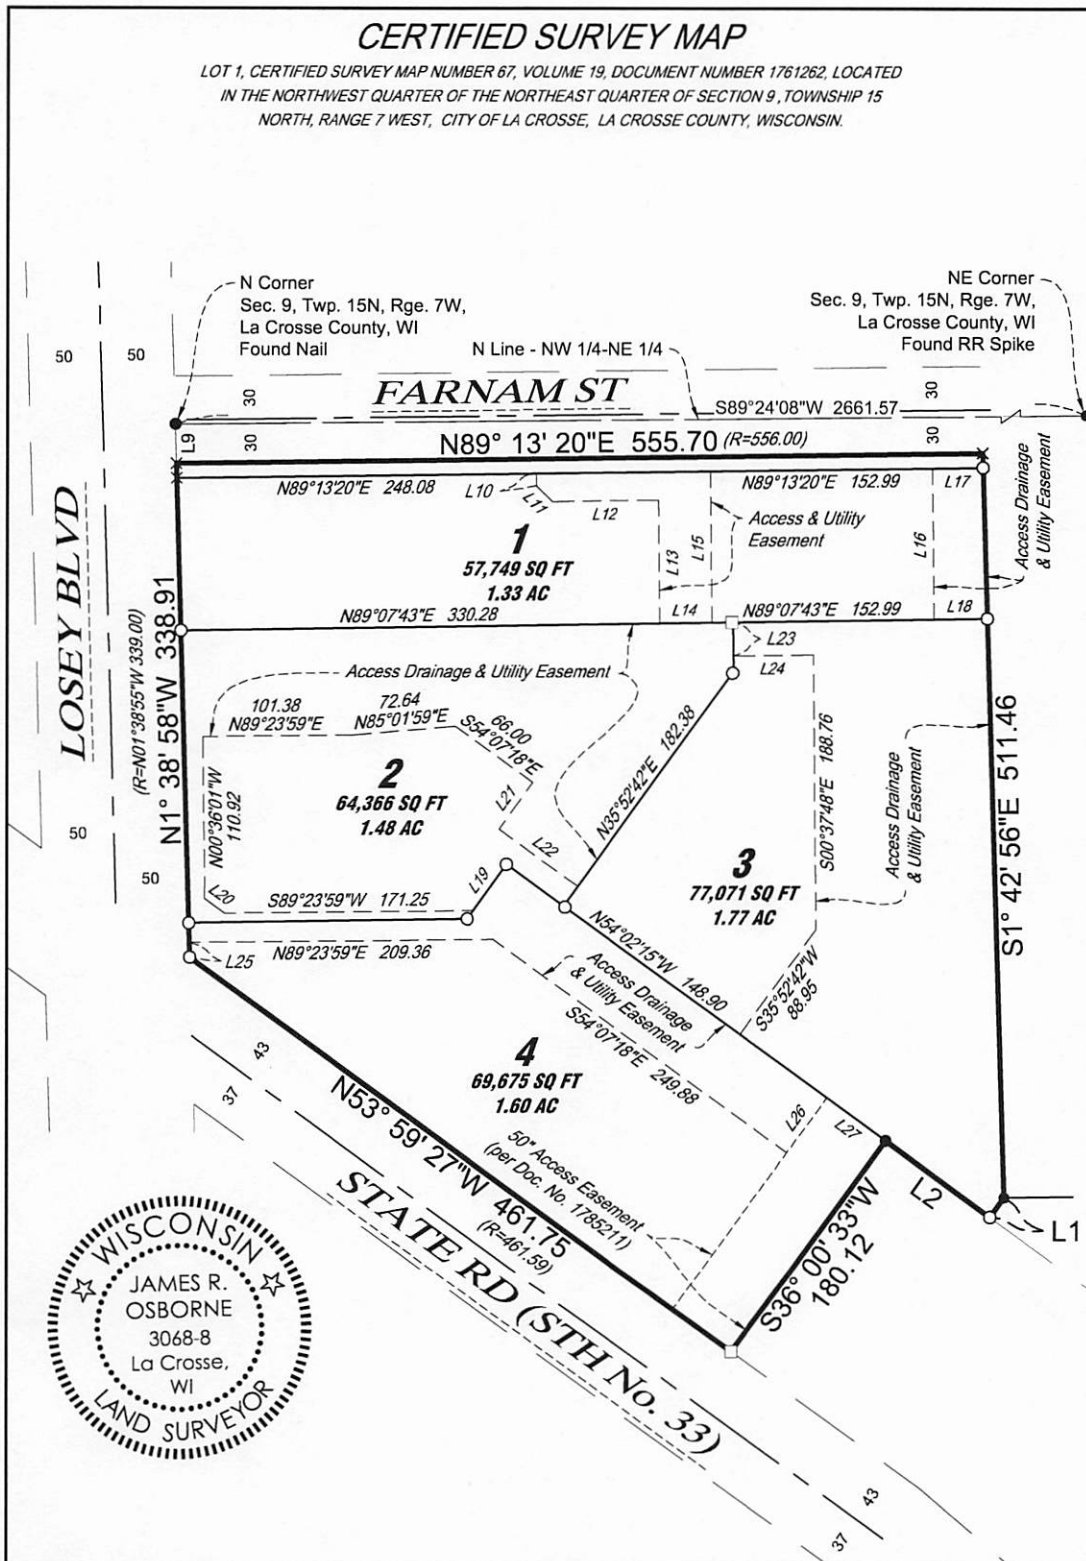 CERTIFIED SURVEY MAP
LOT 1, CERTIFIED SURVEY MAP NUMBER 67, VOLUME 19, DOCUMENT NUMBER 1761262, LOCATED
IN THE NORTHWEST QUARTER OF THE NORTHEAST QUARTER OF SECTION 9 , TOWNSHIP 15
NORTH, RANGE 7 WEST, CITY OF LA CROSSE, LA CROSSE COUNTY, WISCONSIN.
N Corner
Sec. 9, Twp. 15N, Rge. 7W,
La Crosse County, WI
Found Nail
NE Corner
Sec. 9, Twp. 15N, Rge. 7W,
La Crosse County, WI
Found RR Spike
50
50
N Line - NW 1/4-NE 1/4
30
FARNAM ST
30
S89°24'08"W 2661.57
L9
30
N89° 13' 20"E 555.70 (R=556.00)
30
N89°13'20"E 248.08
L10
L11
L12
N89°13'20"E 152.99
L17
Access Drainage
& Utility Easement
1
57,749 SQ FT
1.33 AC
L13
L15
Access & Utility
Easement
L16
LOSEY BLVD
(R=N01°38'55"W 339.00)
N1° 38' 58"W 338.91
N89°07'43"E 330.28
L14
N89°07'43"E 152.99
L18
L23
L24
Access Drainage & Utility Easement
101.38
N89°23'59"E
72.64
N85°01'59"E
66.00
S54°07'18"E
N35°52'42"E 182.38
S00°37'48"E 188.76
Access Drainage
& Utility Easement
S1° 42' 56"E 511.46
2
64,366 SQ FT
1.48 AC
N00°36'01"W
110.92
L21
L22
50
50
L20
S89°23'59"W 171.25
L19
3
77,071 SQ FT
1.77 AC
L25
N89°23'59"E 209.36
N54°02'15"W 148.90
Access Drainage
& Utility Easement
S54°07'18"E 249.88
S35°52'42"W
88.95
4
69,675 SQ FT
1.60 AC
43
37
N53° 59' 27"W 461.75
(R=461.59)
50" Access Easement
(per Doc. No. 1785211)
L26
L27
L2
L1
S36° 00' 33"W
180.12
STATE RD (STH No. 33)
43
37
WISCONSIN
JAMES R.
OSBORNE
3068-8
La Crosse,
WI
LAND SURVEYOR